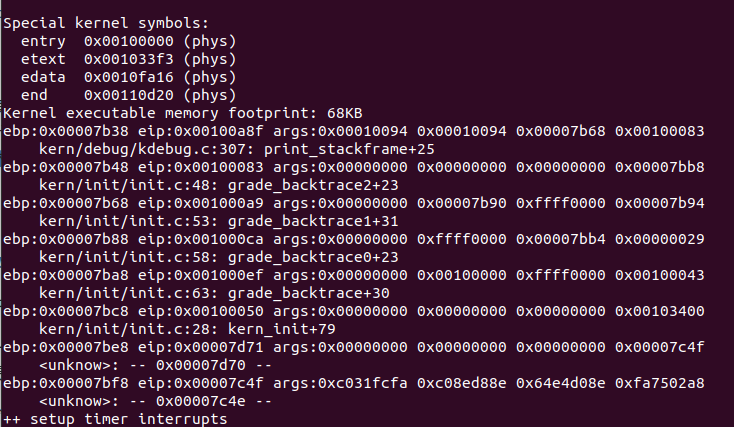 Special kernel symbols:
  entry  0x00100000 (phys)
  etext  0x001033f3 (phys)
  edata  0x0010fa16 (phys)
  end    0x00110d20 (phys)
Kernel executable memory footprint: 68KB
ebp:0x00007b38 eip:0x00100a8f args:0x00010094 0x00010094 0x00007b68 0x00100083
    kern/debug/kdebug.c:307: print_stackframe+25
ebp:0x00007b48 eip:0x00100083 args:0x00000000 0x00000000 0x00000000 0x00007bb8
    kern/init/init.c:48: grade_backtrace2+23
ebp:0x00007b68 eip:0x001000a9 args:0x00000000 0x00007b90 0xffff0000 0x00007b94
    kern/init/init.c:53: grade_backtrace1+31
ebp:0x00007b88 eip:0x001000ca args:0x00000000 0xffff0000 0x00007bb4 0x00000029
    kern/init/init.c:58: grade_backtrace0+23
ebp:0x00007ba8 eip:0x001000ef args:0x00000000 0x00100000 0xffff0000 0x00100043
    kern/init/init.c:63: grade_backtrace+30
ebp:0x00007bc8 eip:0x00100050 args:0x00000000 0x00000000 0x00000000 0x00103400
    kern/init/init.c:28: kern_init+79
ebp:0x00007be8 eip:0x00007d71 args:0x00000000 0x00000000 0x00000000 0x00007c4f
    <unknow>: -- 0x00007d70 --
ebp:0x00007bf8 eip:0x00007c4f args:0xc031fcfa 0xc08ed88e 0x64e4d08e 0xfa7502a8
    <unknow>: -- 0x00007c4e --
++ setup timer interrupts